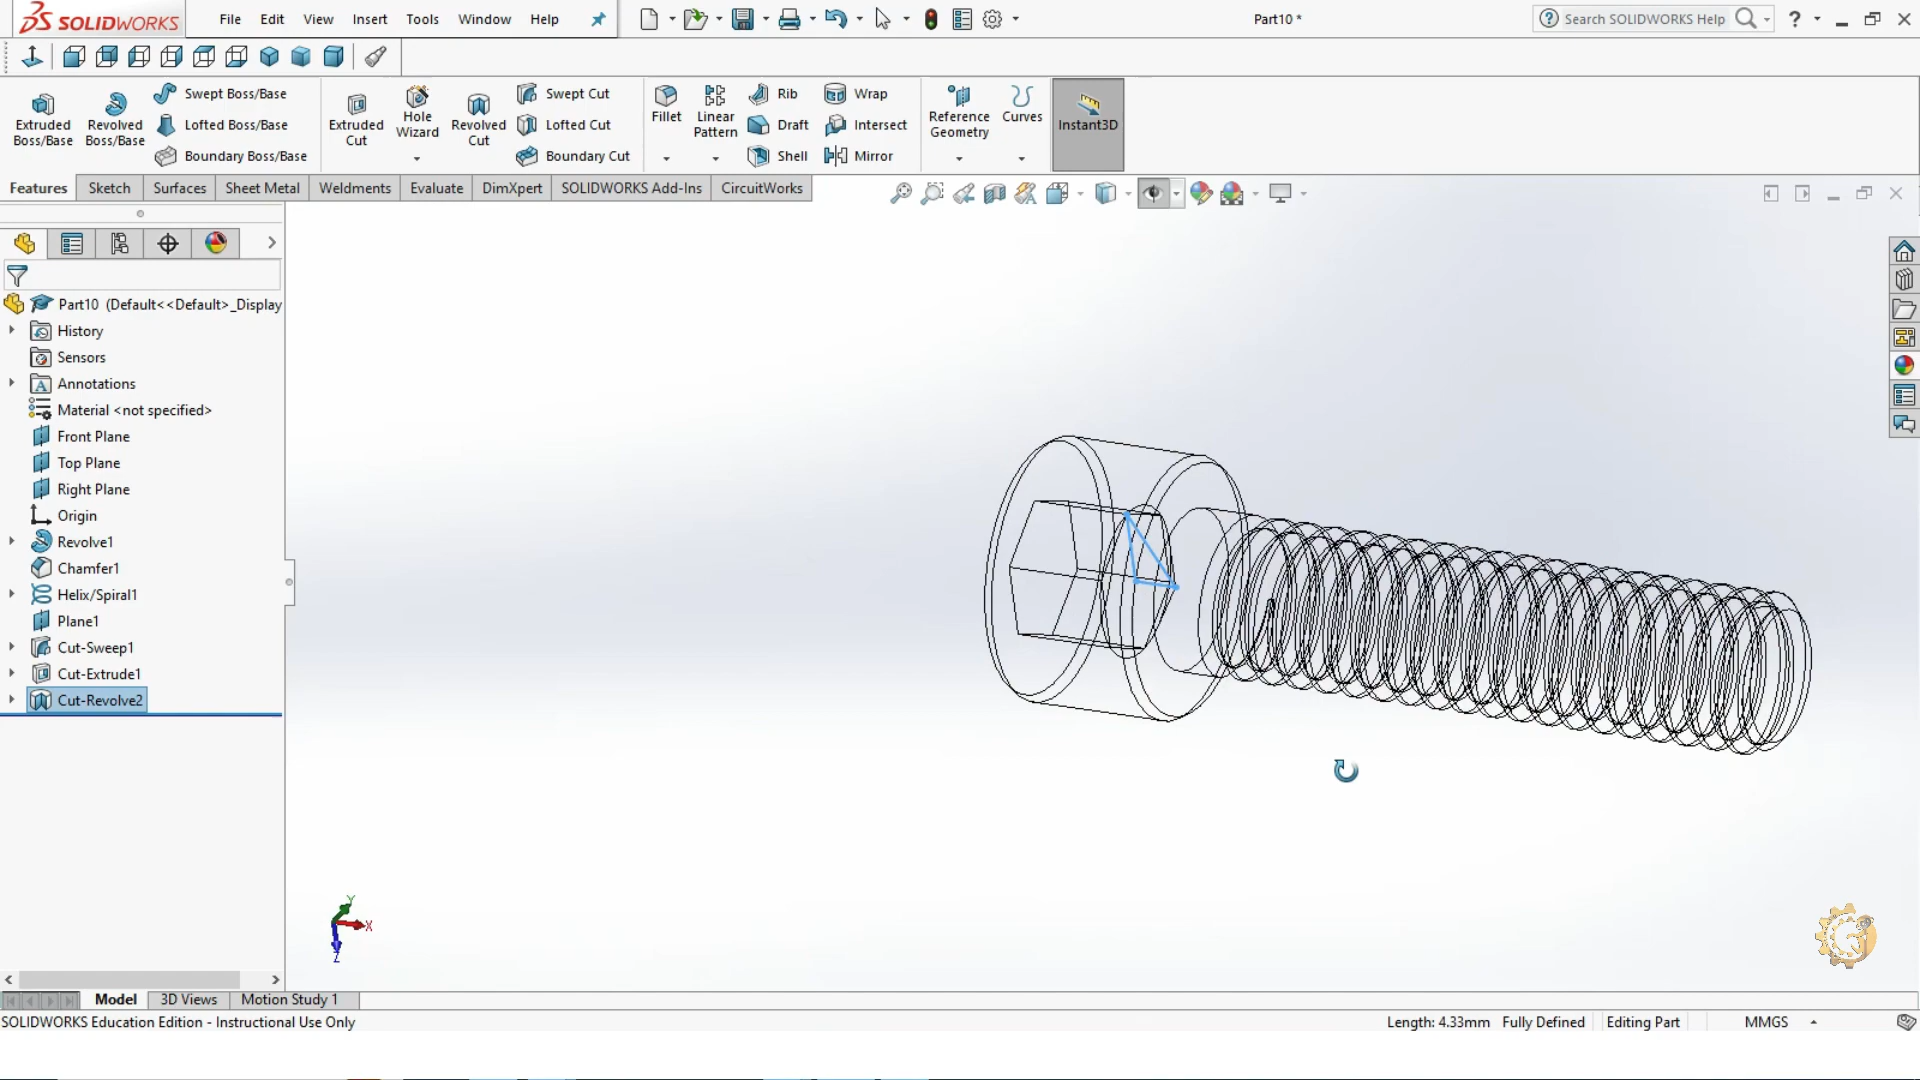 SOLIDWORKS
File Edit View Insert Tools Window Help
Part10 *
Search SOLIDWORKS Help
?
Extruded Boss/Base
Revolved Boss/Base
Swept Boss/Base
Lofted Boss/Base
Boundary Boss/Base
Extruded Cut
Hole Wizard
Revolved Cut
Swept Cut
Lofted Cut
Boundary Cut
Fillet
Linear Pattern
Rib
Draft
Shell
Wrap
Intersect
Mirror
Reference Geometry
Curves
Instant3D
Features Sketch Surfaces Sheet Metal Weldments Evaluate DimXpert SOLIDWORKS Add-Ins CircuitWorks
Part10 (Default<<Default>_Display
History
Sensors
Annotations
Material <not specified>
Front Plane
Top Plane
Right Plane
Origin
Revolve1
Chamfer1
Helix/Spiral1
Plane1
Cut-Sweep1
Cut-Extrude1
Cut-Revolve2
Y
X
Z
Model 3D Views Motion Study 1
SOLIDWORKS Education Edition - Instructional Use Only
Length: 4.33mm Fully Defined Editing Part MMGS